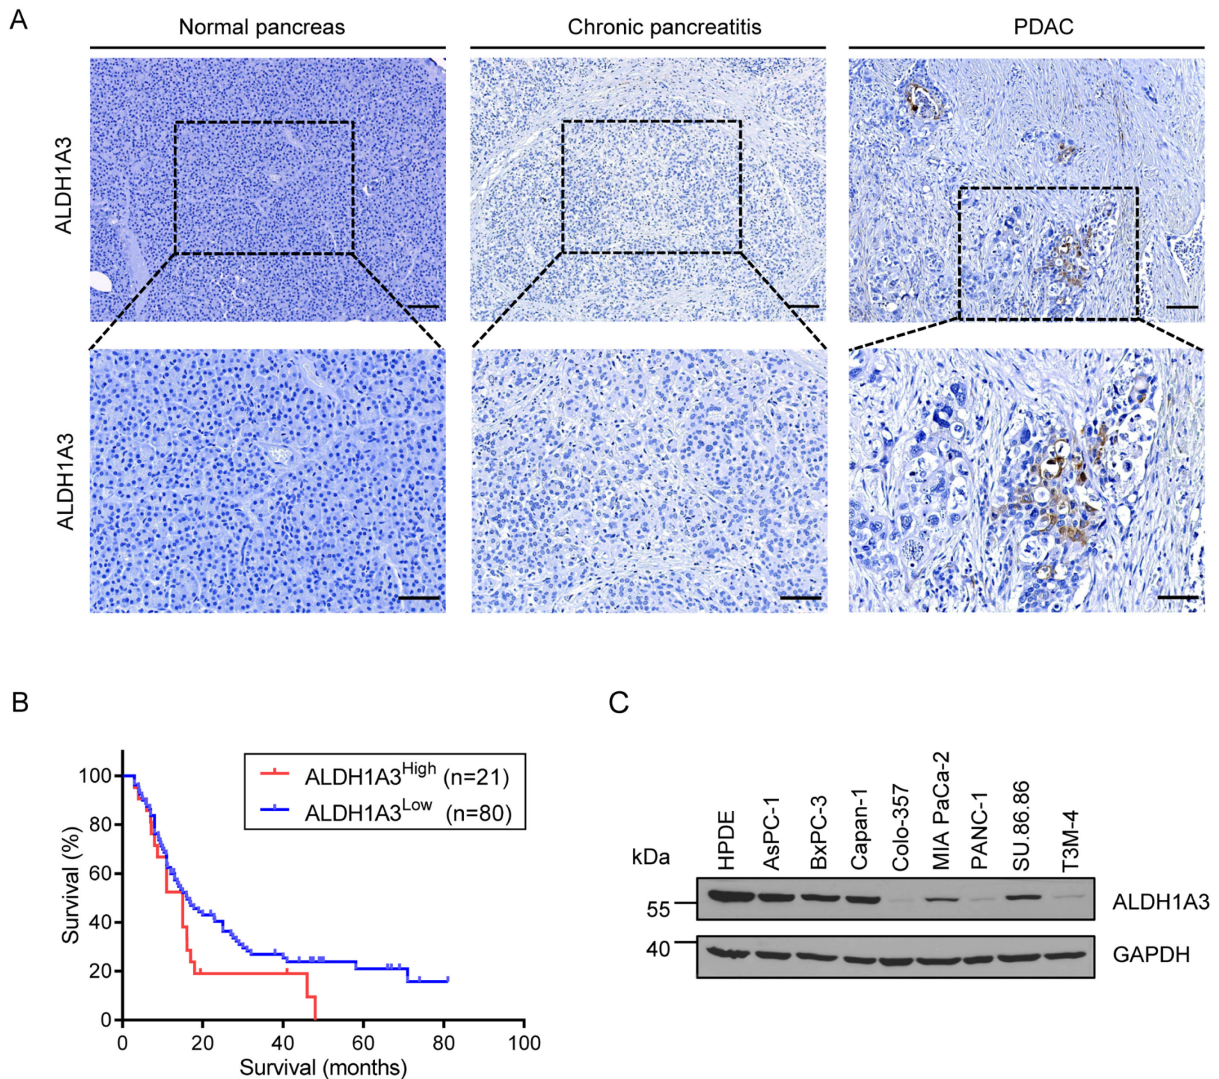 A
Normal pancreas
Chronic pancreatitis
PDAC
ALDH1A3
ALDH1A3
B
ALDH1A3High (n=21)
ALDH1A3Low (n=80)
Survival (%)
100
80
60
40
20
0
0 20 40 60 80 100
Survival (months)
C
kDa
HPDE
AsPC-1
BxPC-3
Capan-1
Colo-357
MIA PaCa-2
PANC-1
SU.86.86
T3M-4
55
ALDH1A3
40
GAPDH